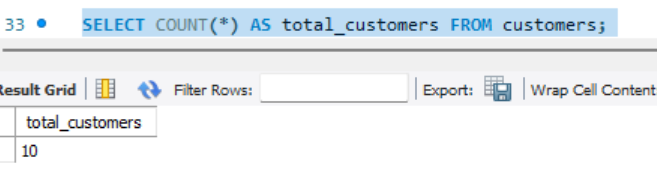 33 SELECT COUNT(*) AS total_customers FROM customers;
Result Grid Filter Rows: Export: Wrap Cell Content
total_customers
10